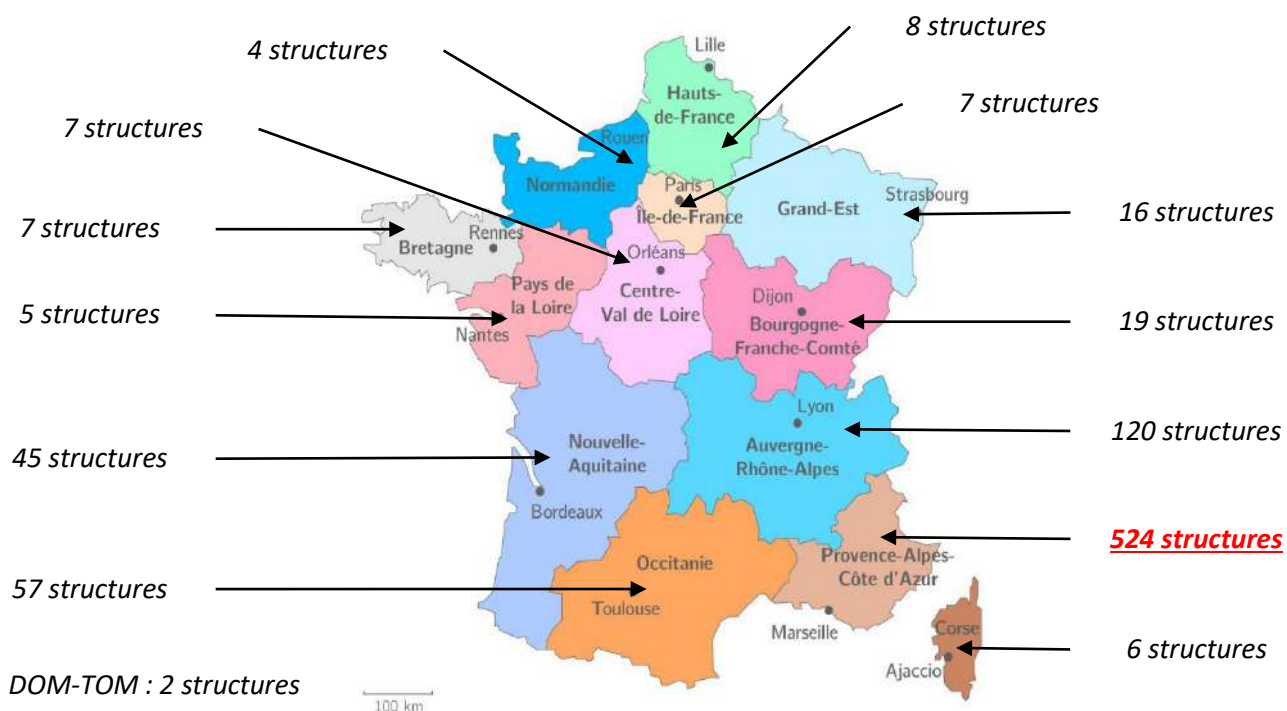 8 structures
4 structures
Lille
Hauts-
de-France
7 structures
7 structures
Rouen
Normandie
Paris
Île-de-France
Strasbourg
Grand-Est
16 structures
7 structures
Rennes
Bretagne
Orléans
Centre-
Val de Loire
Pays de
la Loire
Nantes
5 structures
Dijon
Bourgogne-
Franche-Comté
19 structures
Lyon
Auvergne-
Rhône-Alpes
120 structures
Nouvelle-
Aquitaine
45 structures
Bordeaux
524 structures
Provence-Alpes-
Côte d'Azur
Occitanie
57 structures
Toulouse
Marseille
Corse
6 structures
Ajaccio
DOM-TOM : 2 structures
100 km